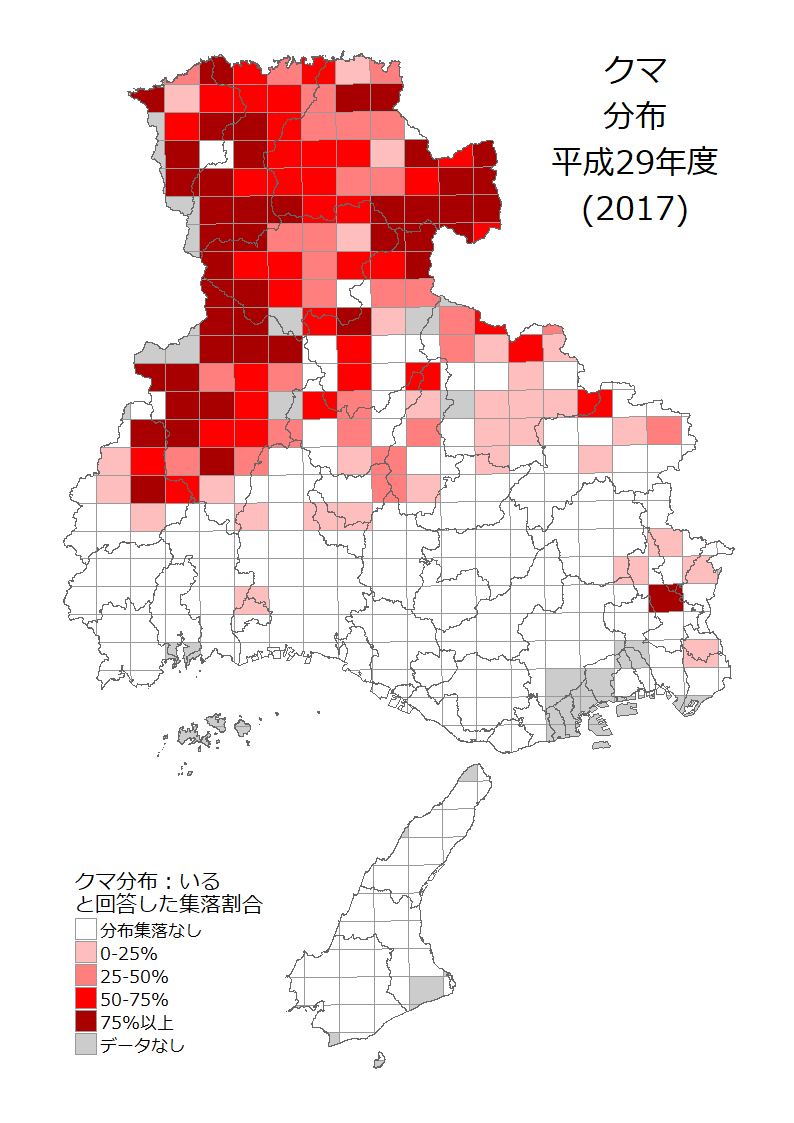 クマ
分布
平成29年度
(2017)
クマ分布：いる
と回答した集落割合
分布集落なし
0-25%
25-50%
50-75%
75%以上
データなし